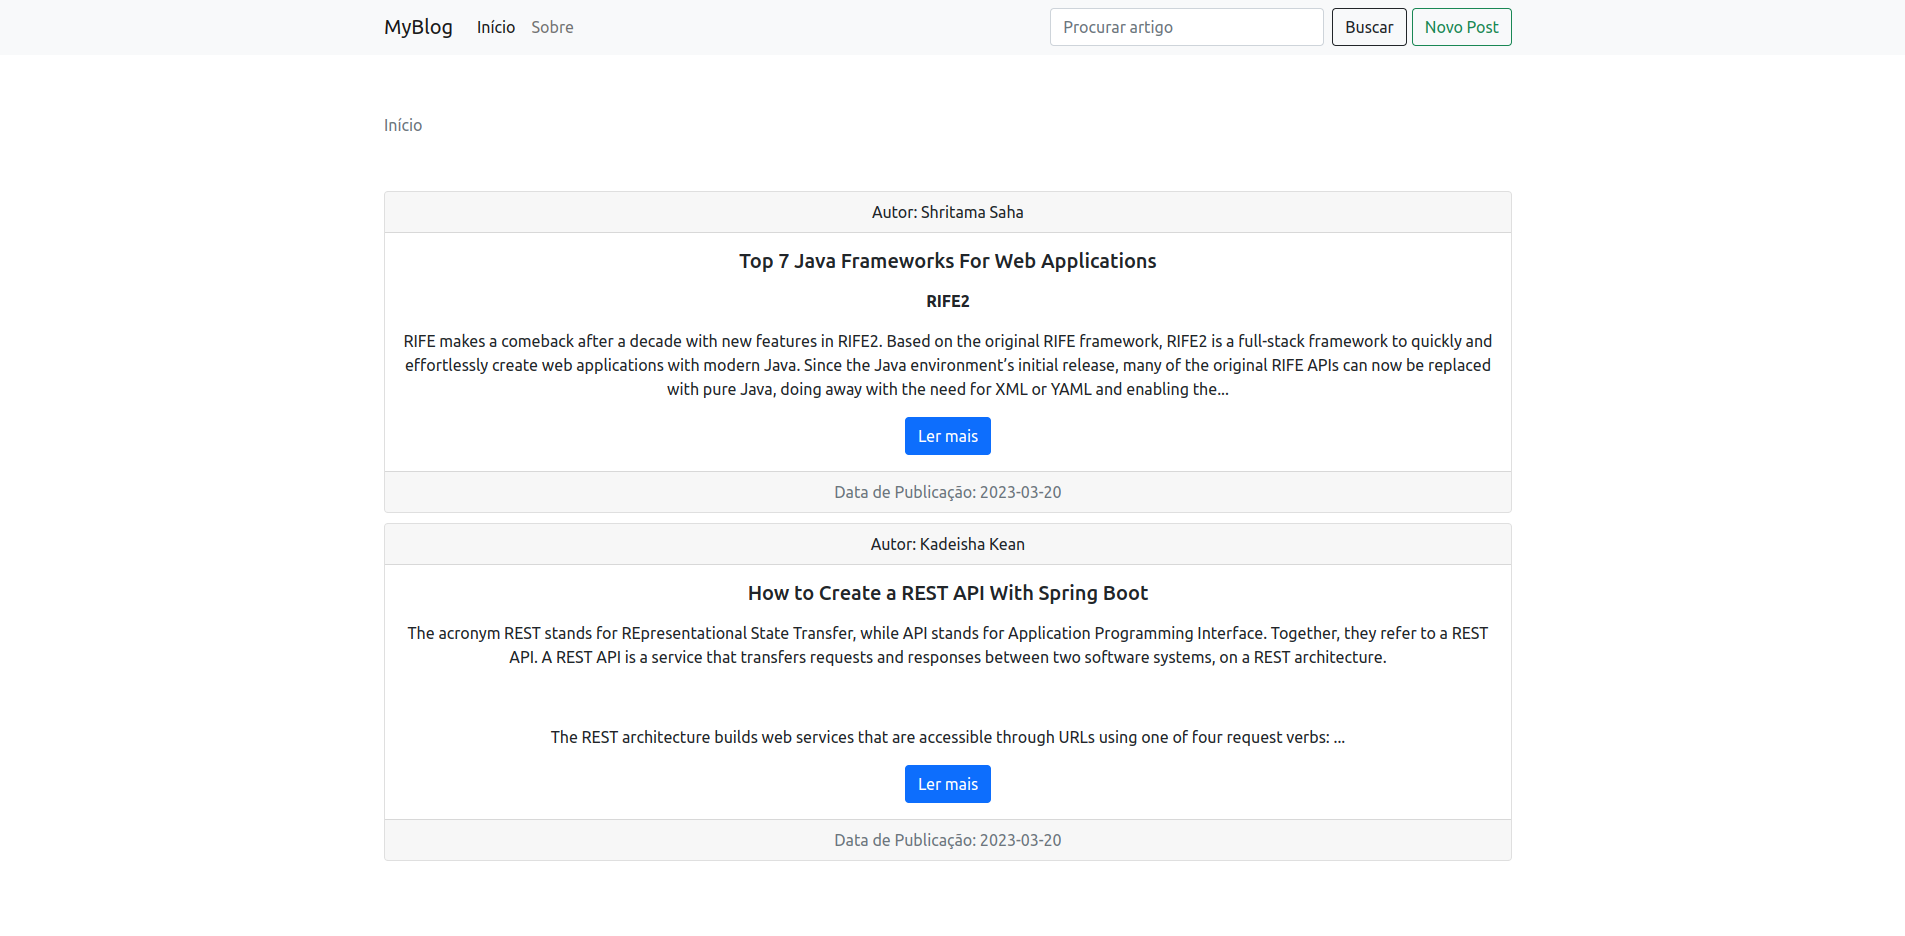 MyBlog Início Sobre Procurar artigo Buscar Novo Post
Início
Autor: Shritama Saha
Top 7 Java Frameworks For Web Applications
RIFE2
RIFE makes a comeback after a decade with new features in RIFE2. Based on the original RIFE framework, RIFE2 is a full-stack framework to quickly and
effortlessly create web applications with modern Java. Since the Java environment’s initial release, many of the original RIFE APIs can now be replaced
with pure Java, doing away with the need for XML or YAML and enabling the...
Ler mais
Data de Publicação: 2023-03-20
Autor: Kadeisha Kean
How to Create a REST API With Spring Boot
The acronym REST stands for REpresentational State Transfer, while API stands for Application Programming Interface. Together, they refer to a REST
API. A REST API is a service that transfers requests and responses between two software systems, on a REST architecture.
The REST architecture builds web services that are accessible through URLs using one of four request verbs: ...
Ler mais
Data de Publicação: 2023-03-20